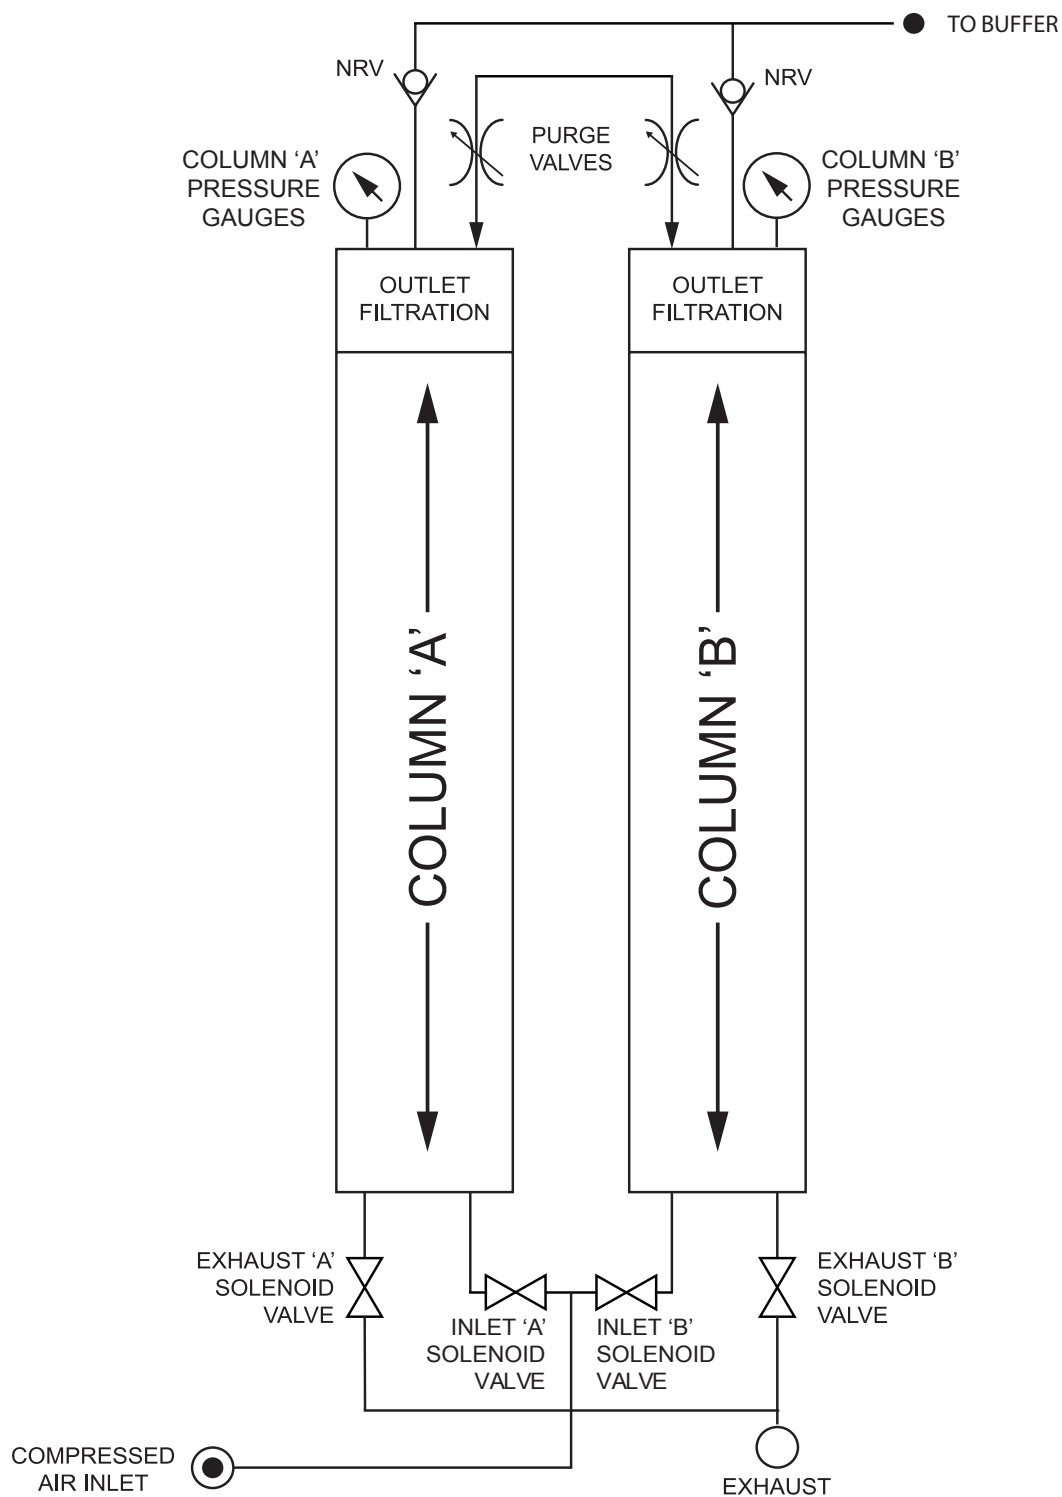 TO BUFFER
NRV
NRV
PURGE
VALVES
COLUMN ‘A’
PRESSURE
GAUGES
COLUMN ‘B’
PRESSURE
GAUGES
OUTLET
FILTRATION
OUTLET
FILTRATION
COLUMN ‘A’
COLUMN ‘B’
EXHAUST ‘A’
SOLENOID
VALVE
INLET ‘A’
SOLENOID
VALVE
INLET ‘B’
SOLENOID
VALVE
EXHAUST ‘B’
SOLENOID
VALVE
COMPRESSED
AIR INLET
EXHAUST